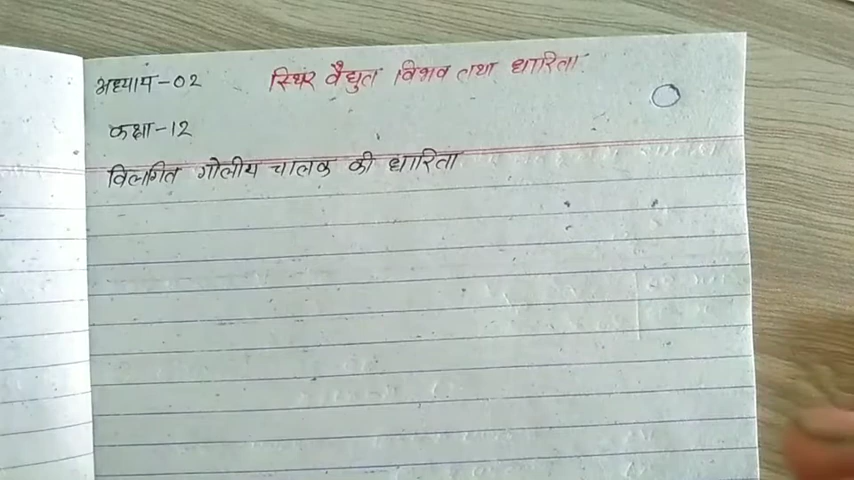 अध्याय-02 स्थिर वैधुत विभव तथा धारिता
कक्षा-12
विलगित गोलीय चालक की धारिता